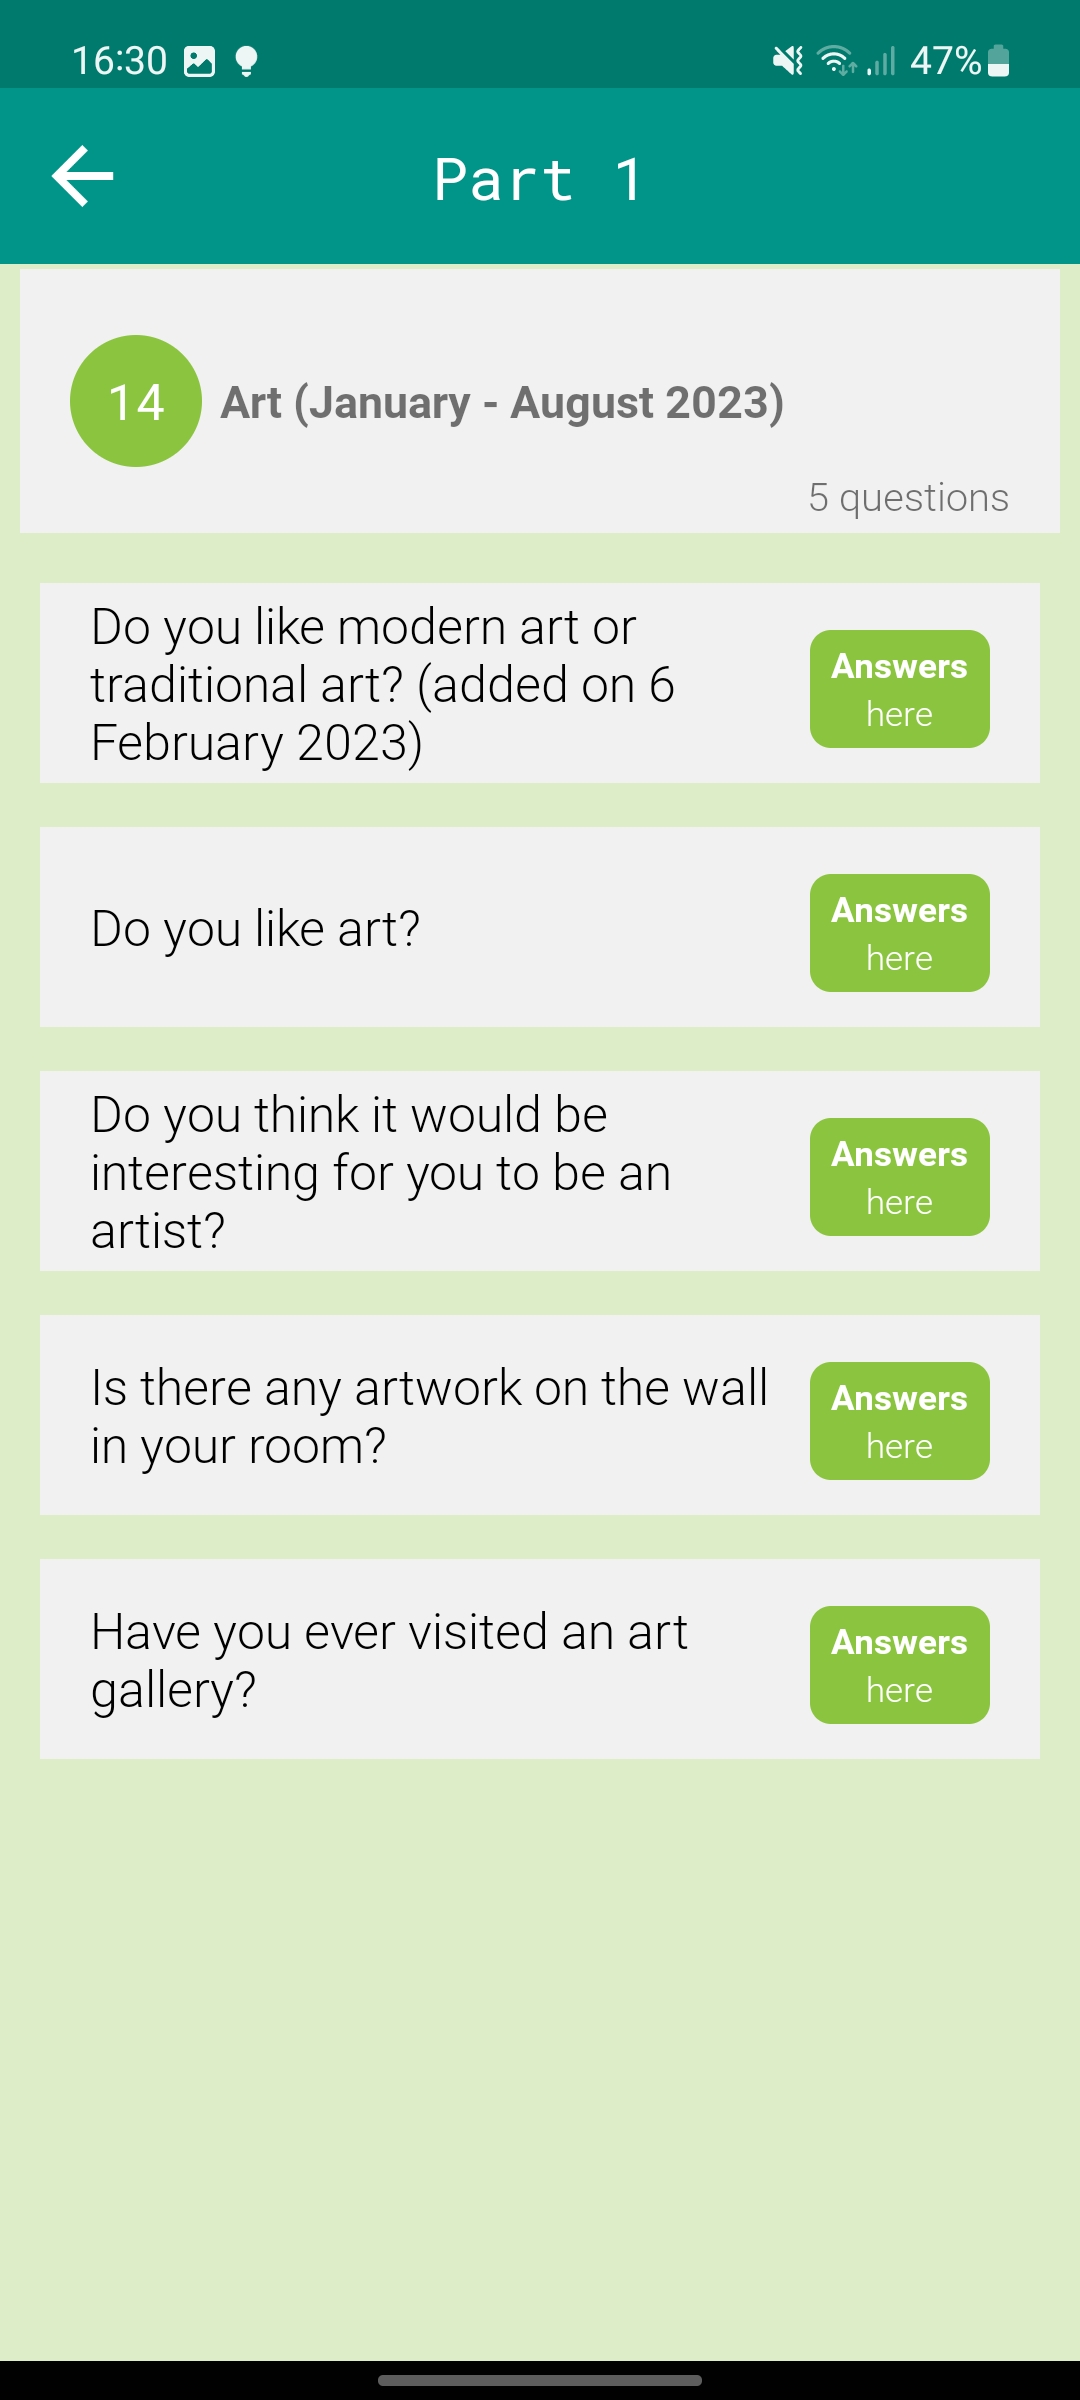 16:30
47%
Part 1
14
Art (January - August 2023)
5 questions
Do you like modern art or
traditional art? (added on 6
February 2023)
Answers
here
Do you like art?
Answers
here
Do you think it would be
interesting for you to be an
artist?
Answers
here
Is there any artwork on the wall
in your room?
Answers
here
Have you ever visited an art
gallery?
Answers
here